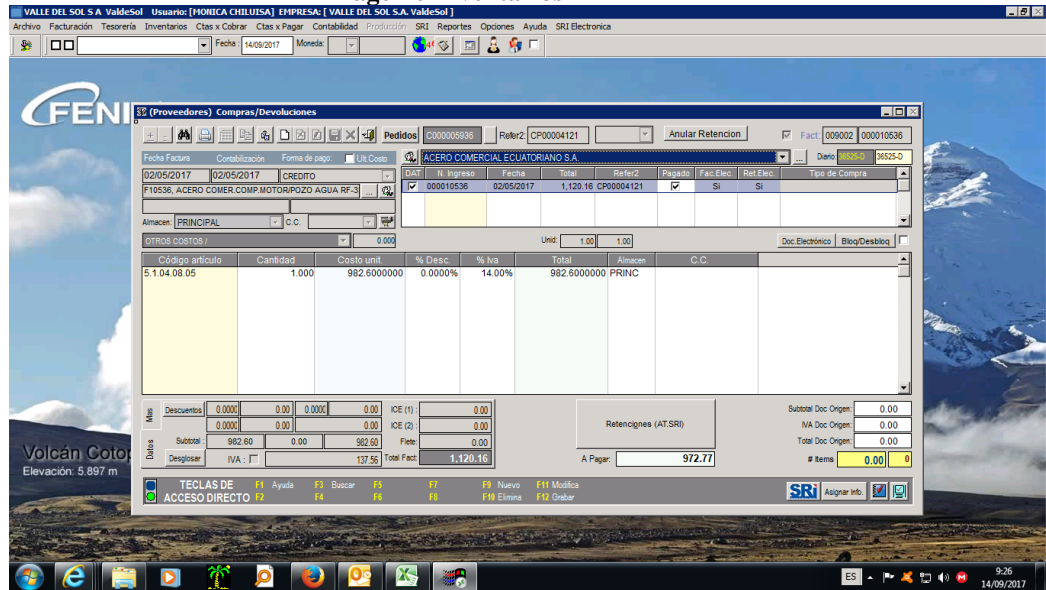 VALLE DEL SOL S A ValdeSol Usuario: [MONICA CHILUISA] EMPRESA: [ VALLE DEL SOL S.A. ValdeSol ]
Archivo Facturación Tesorería Inventarios Ctas x Cobrar Ctas x Pagar Contabilidad Producción SRI Reportes Opciones Ayuda SRI Electronica
Fecha : 14/09/2017 Moneda:
FENI
(Proveedores) Compras/Devoluciones
Pedidos C000005936 Refer2: CP00004121 Anular Retencion Fact: 009002 000010536
Fecha Factura Contabilización Forma de pago: Ult.Costo ACERO COMERCIAL ECUATORIANO S.A. ... Diario: 36525-D 36525-D
02/05/2017 02/05/2017 CREDITO DAT N. Ingreso Fecha Total Refer2 Pagado Fac.Elec. Ret.Elec. Tipo de Compra
F10536, ACERO COMER.COMP.MOTOR/POZO AGUA RF-3 ... 000010536 02/05/2017 1,120.16 CP00004121 Si Si
Almacen: PRINCIPAL C.C.
OTROS COSTOS / 0.000 Unid: 1.00 1.00 Doc.Electrónico Bloq/Desbloq
Código artículo Cantidad Costo unit. % Desc. % Iva Total Almacen C.C.
5.1.04.08.05 1.000 982.6000000 0.0000% 14.00% 982.6000000 PRINC
Mas Descuentos 0.0000 0.00 0.0000 0.00 ICE (1) : 0.00 Subtotal Doc Origen: 0.00
0.0000 0.00 0.00 ICE (2) : 0.00 Retenciones (AT.SRI) IVA Doc Origen: 0.00
Datos Subtotal : 982.60 0.00 982.60 Flete: 0.00 Total Doc Origen: 0.00
Desglosar IVA : 137.56 Total Fact: 1,120.16 A Pagar: 972.77 # Items 0.00 0
TECLAS DE F1 Ayuda F3 Buscar F5 F7 F9 Nuevo F11 Modifica
ACCESO DIRECTO F2 F4 F6 F8 F10 Elimina F12 Grabar
SRi Asignar Info.
Volcán Cotop
Elevación: 5.897 m
ES 9:26
14/09/2017